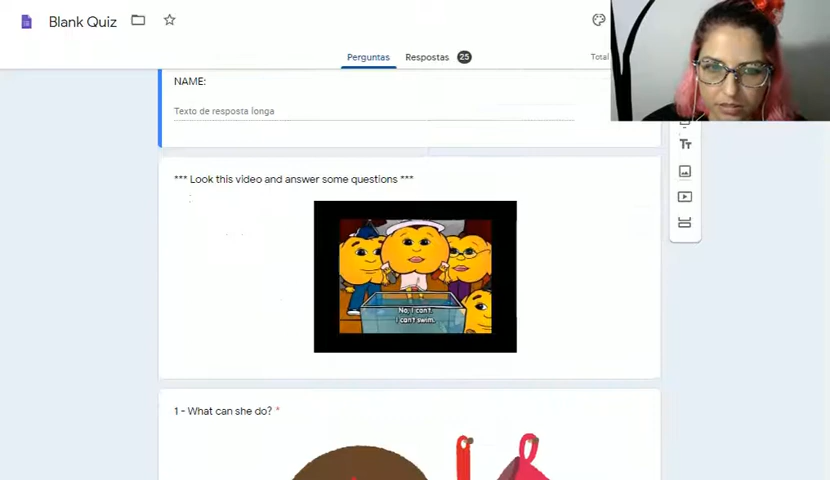 Blank Quiz
Perguntas
Respostas 25
Total
NAME:
Texto de resposta longa
Tт
*** Look this video and answer some questions ***
No, I can't.
I can't swim.
1 - What can she do? *